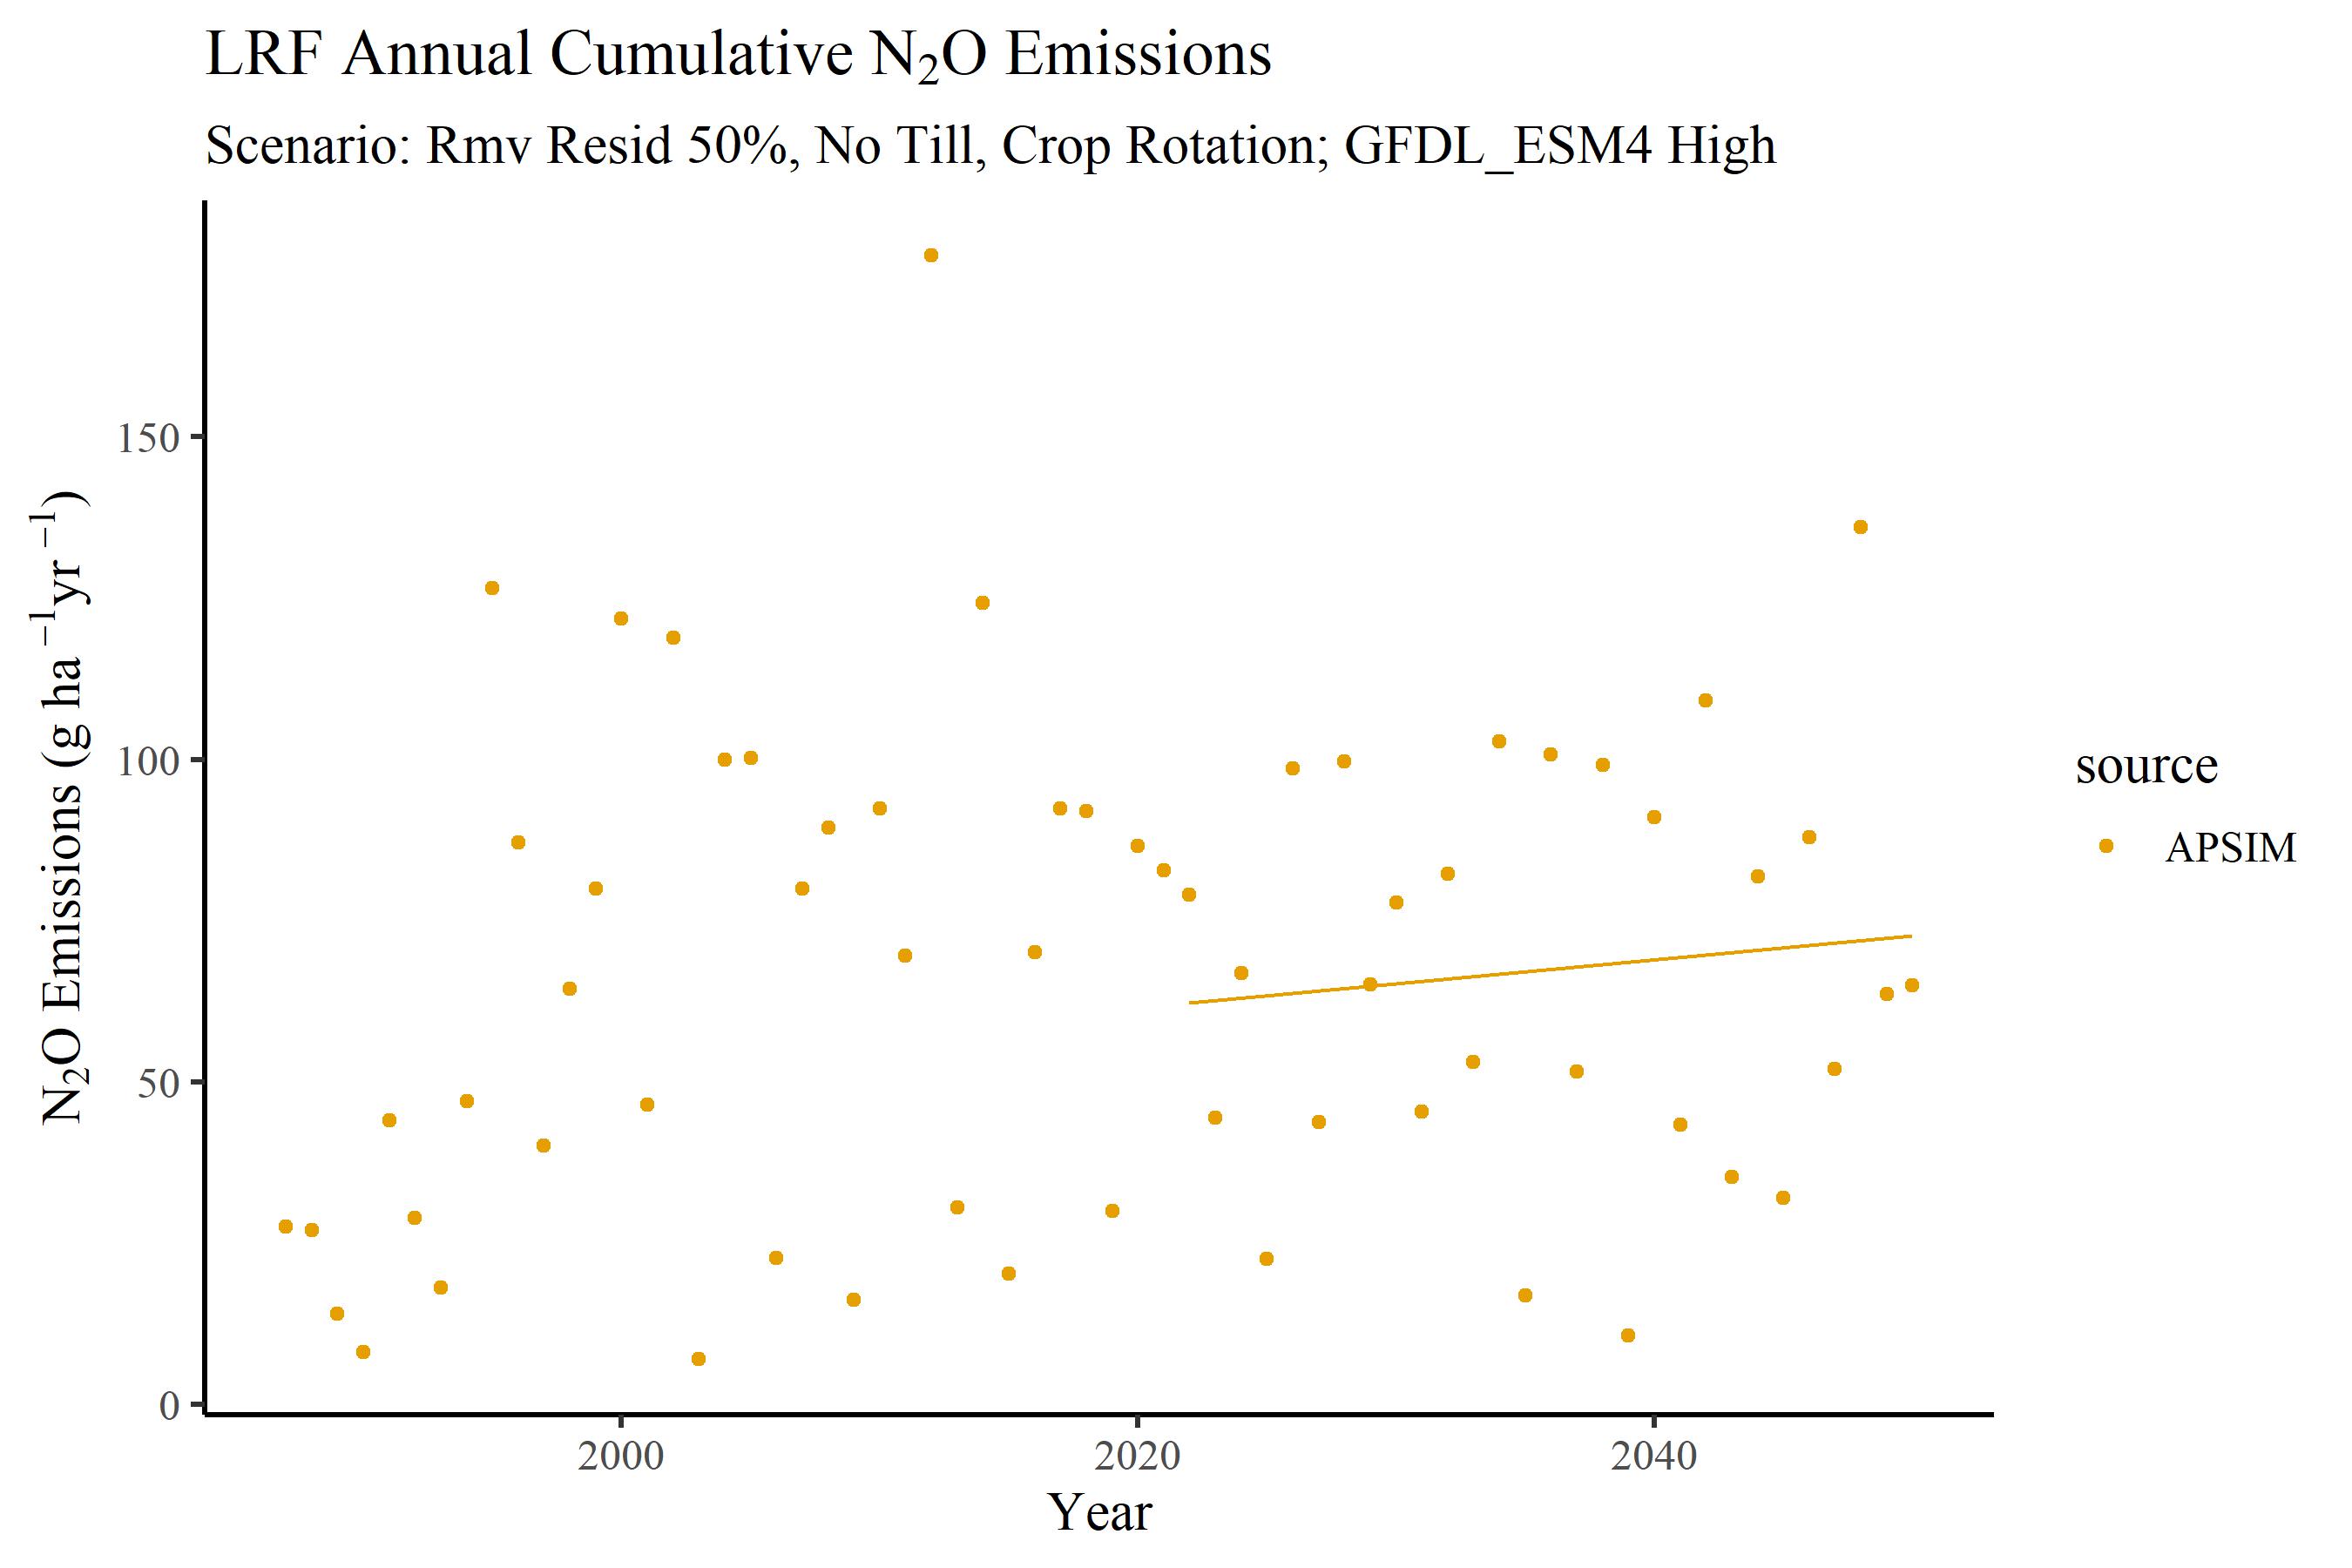 LRF Annual Cumulative N₂O Emissions
Scenario: Rmv Resid 50%, No Till, Crop Rotation; GFDL_ESM4 High
N₂O Emissions (g ha ⁻¹yr ⁻¹)
150
100
50
0
2000 2020 2040
Year
source
APSIM